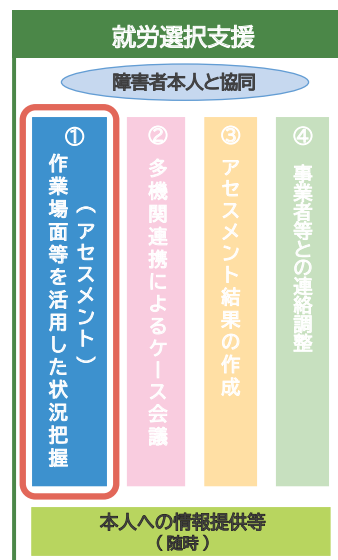 就労選択支援
障害者本人と協同
①
作業場面等を活用した状況把握
（アセスメント）
②
多機関連携によるケース会議
③
アセスメント結果の作成
④
事業者等との連絡調整
本人への情報提供等
（随時）